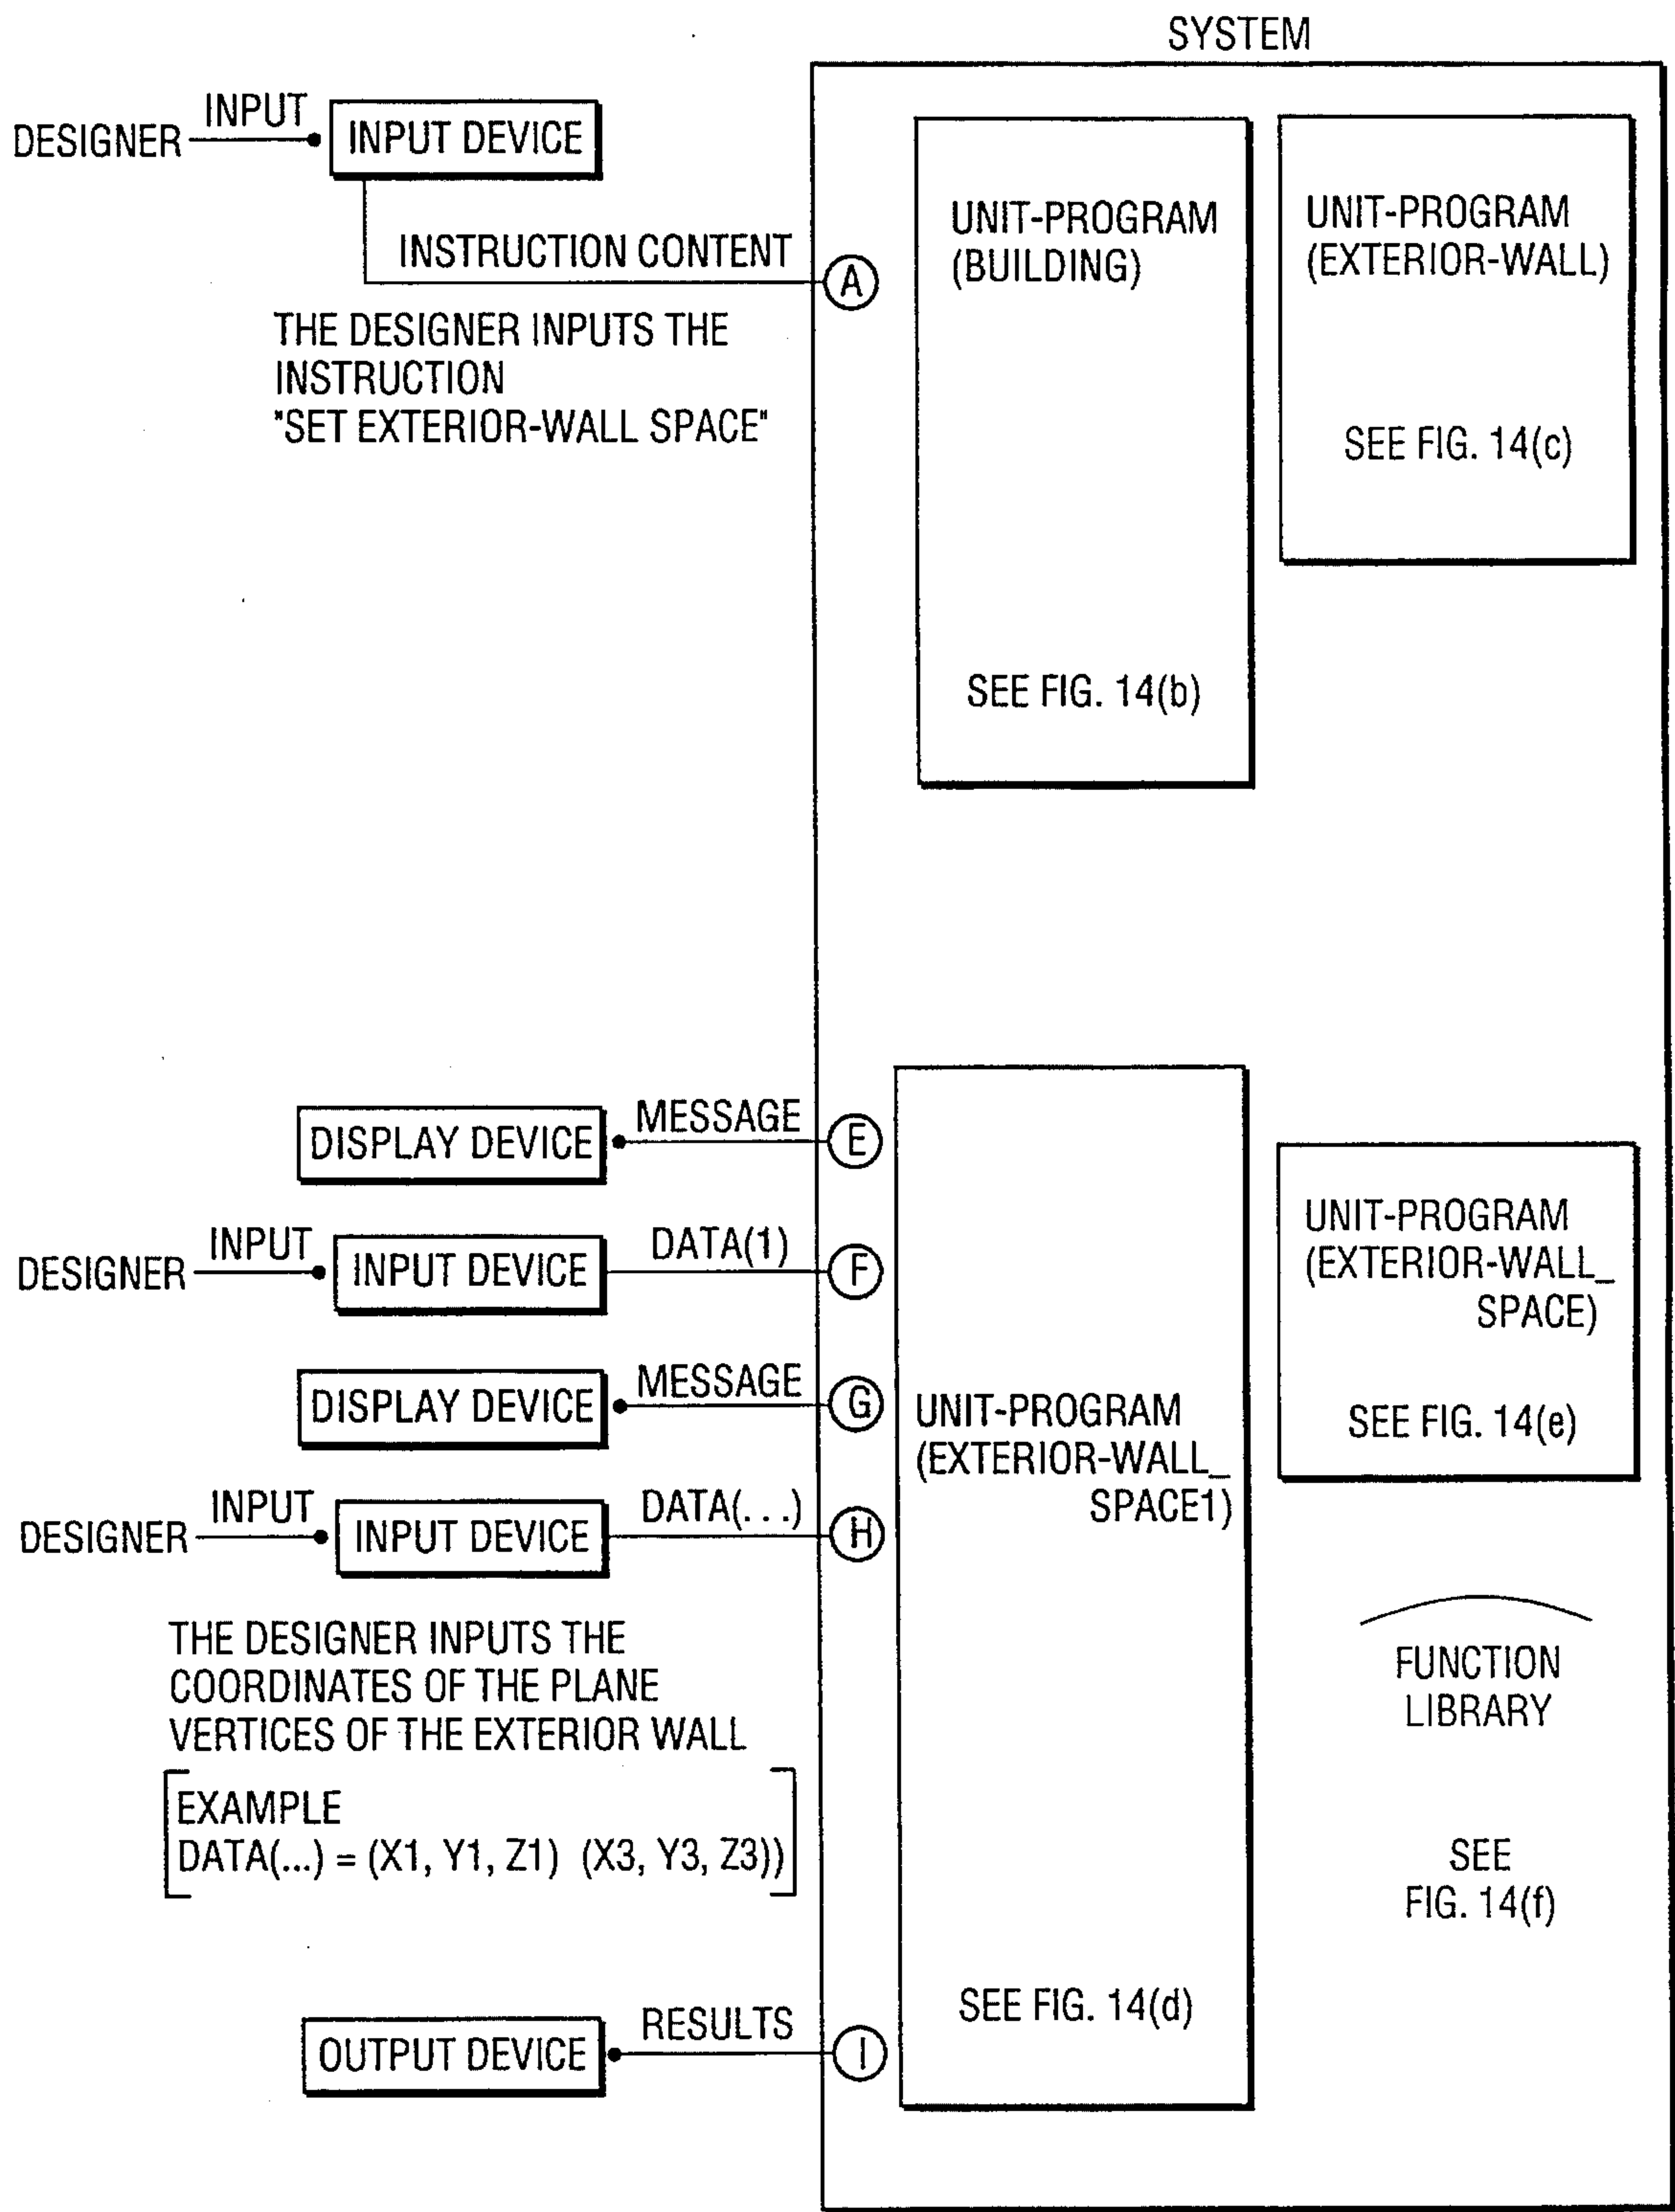 SYSTEM
DESIGNER
INPUT
INPUT DEVICE
INSTRUCTION CONTENT
A
THE DESIGNER INPUTS THE
INSTRUCTION
"SET EXTERIOR-WALL SPACE"
UNIT-PROGRAM
(BUILDING)
SEE FIG. 14(b)
UNIT-PROGRAM
(EXTERIOR-WALL)
SEE FIG. 14(c)
DISPLAY DEVICE
MESSAGE
E
DESIGNER
INPUT
INPUT DEVICE
DATA(1)
F
DISPLAY DEVICE
MESSAGE
G
DESIGNER
INPUT
INPUT DEVICE
DATA(...)
H
THE DESIGNER INPUTS THE
COORDINATES OF THE PLANE
VERTICES OF THE EXTERIOR WALL
EXAMPLE
DATA(...) = (X1, Y1, Z1) (X3, Y3, Z3))
OUTPUT DEVICE
RESULTS
I
UNIT-PROGRAM
(EXTERIOR-WALL_
SPACE1)
SEE FIG. 14(d)
UNIT-PROGRAM
(EXTERIOR-WALL_
SPACE)
SEE FIG. 14(e)
FUNCTION
LIBRARY
SEE
FIG. 14(f)